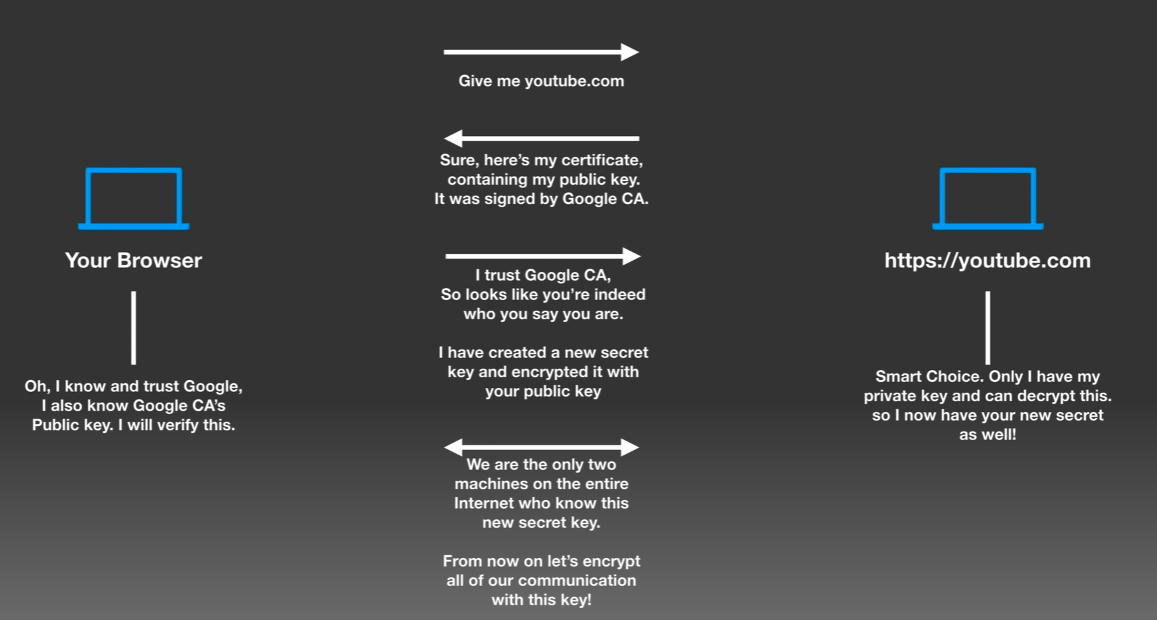 Give me youtube.com
Sure, here's my certificate,
containing my public key.
It was signed by Google CA.
Your Browser
https://youtube.com
I trust Google CA,
So looks like you're indeed
who you say you are.
I have created a new secret
key and encrypted it with
your public key
Oh, I know and trust Google,
I also know Google CA's
Public key. I will verify this.
Smart Choice. Only I have my
private key and can decrypt this.
so I now have your new secret
as well!
We are the only two
machines on the entire
Internet who know this
new secret key.
From now on let's encrypt
all of our communication
with this key!